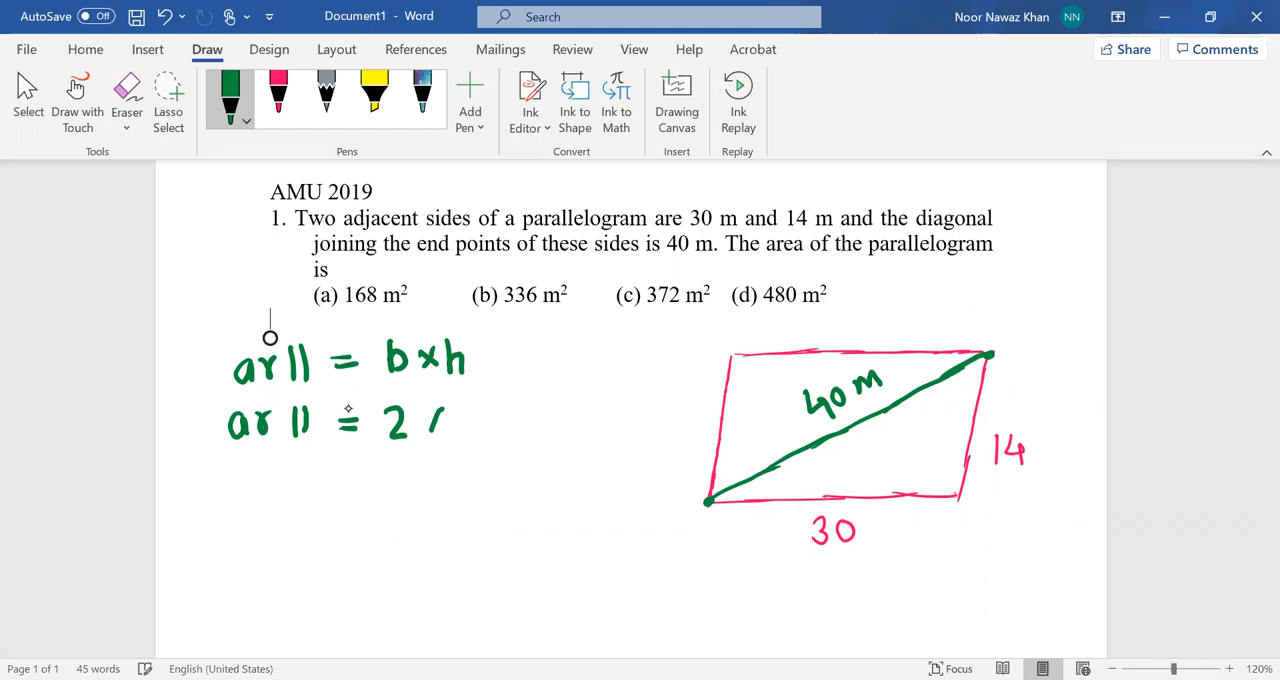 AutoSave Off Document1 - Word Search Noor Nawaz Khan NN
File Home Insert Draw Design Layout References Mailings Review View Help Acrobat Share Comments
Select Draw with Touch Eraser Lasso Select Add Pen Ink Editor Ink to Shape Ink to Math Drawing Canvas Ink Replay
Tools Pens Convert Insert Replay
AMU 2019
1. Two adjacent sides of a parallelogram are 30 m and 14 m and the diagonal
joining the end points of these sides is 40 m. The area of the parallelogram
is
(a) 168 m² (b) 336 m² (c) 372 m² (d) 480 m²
ar || = b×h
ar || = 2 (
40 m
14
30
Page 1 of 1 45 words English (United States) Focus 120%